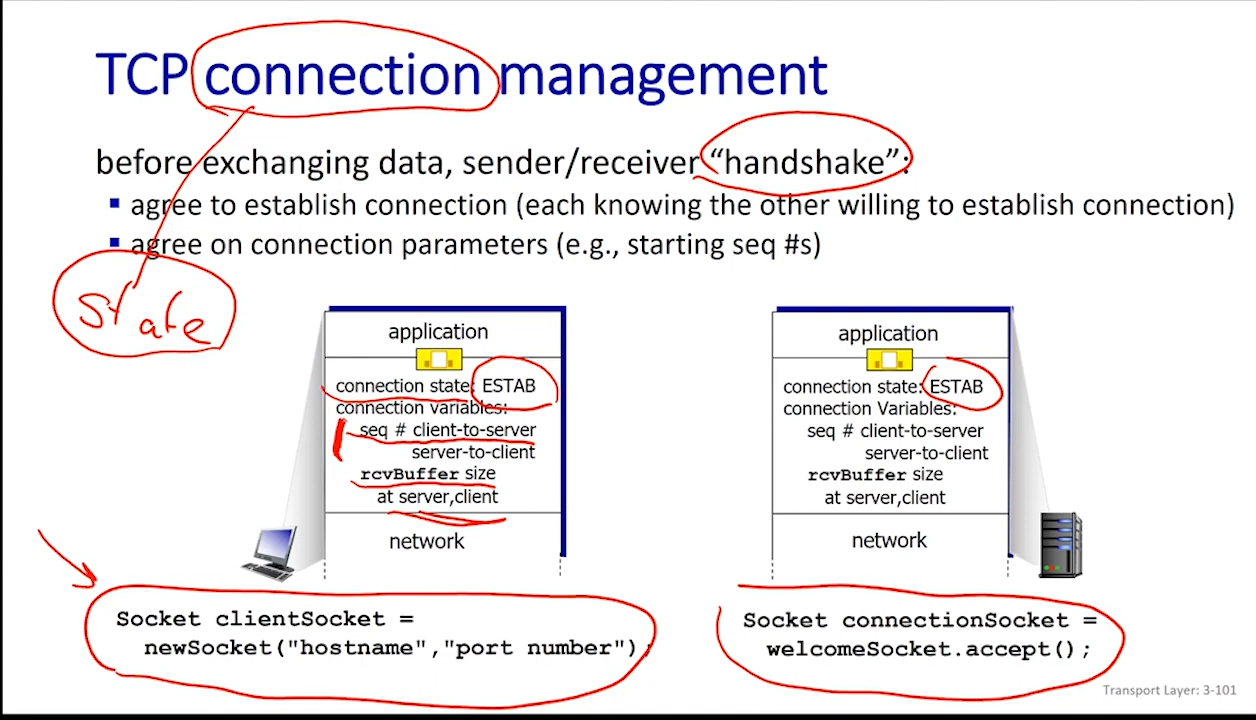 TCP connection management
before exchanging data, sender/receiver “handshake”:
▪ agree to establish connection (each knowing the other willing to establish connection)
▪ agree on connection parameters (e.g., starting seq #s)
state
application
connection state: ESTAB
connection variables:
seq # client-to-server
server-to-client
rcvBuffer size
at server,client
network
Socket clientSocket =
newSocket("hostname","port number");
application
connection state: ESTAB
connection Variables:
seq # client-to-server
server-to-client
rcvBuffer size
at server,client
network
Socket connectionSocket =
welcomeSocket.accept();
Transport Layer: 3-101